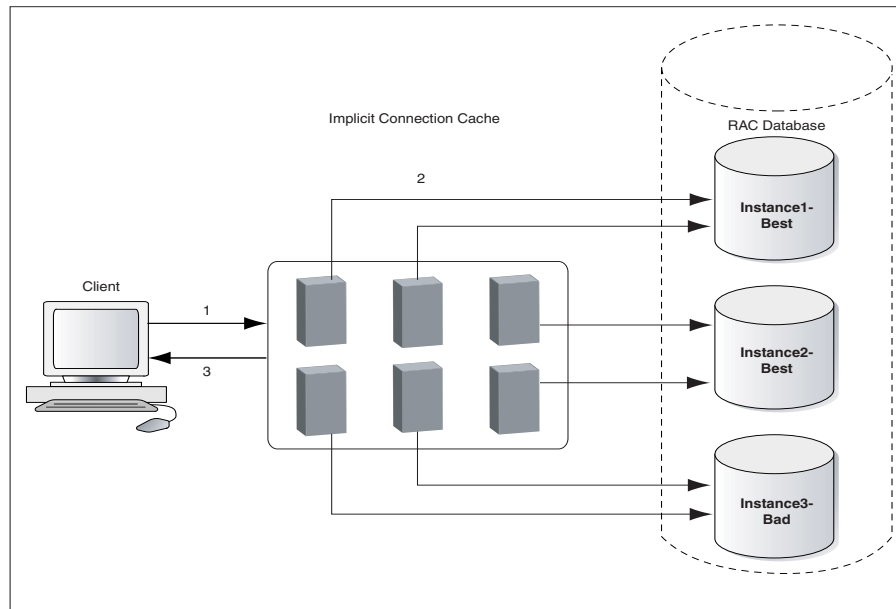 Implicit Connection Cache
RAC Database
2
Instance1-
Best
Client
1
3
Instance2-
Best
Instance3-
Bad